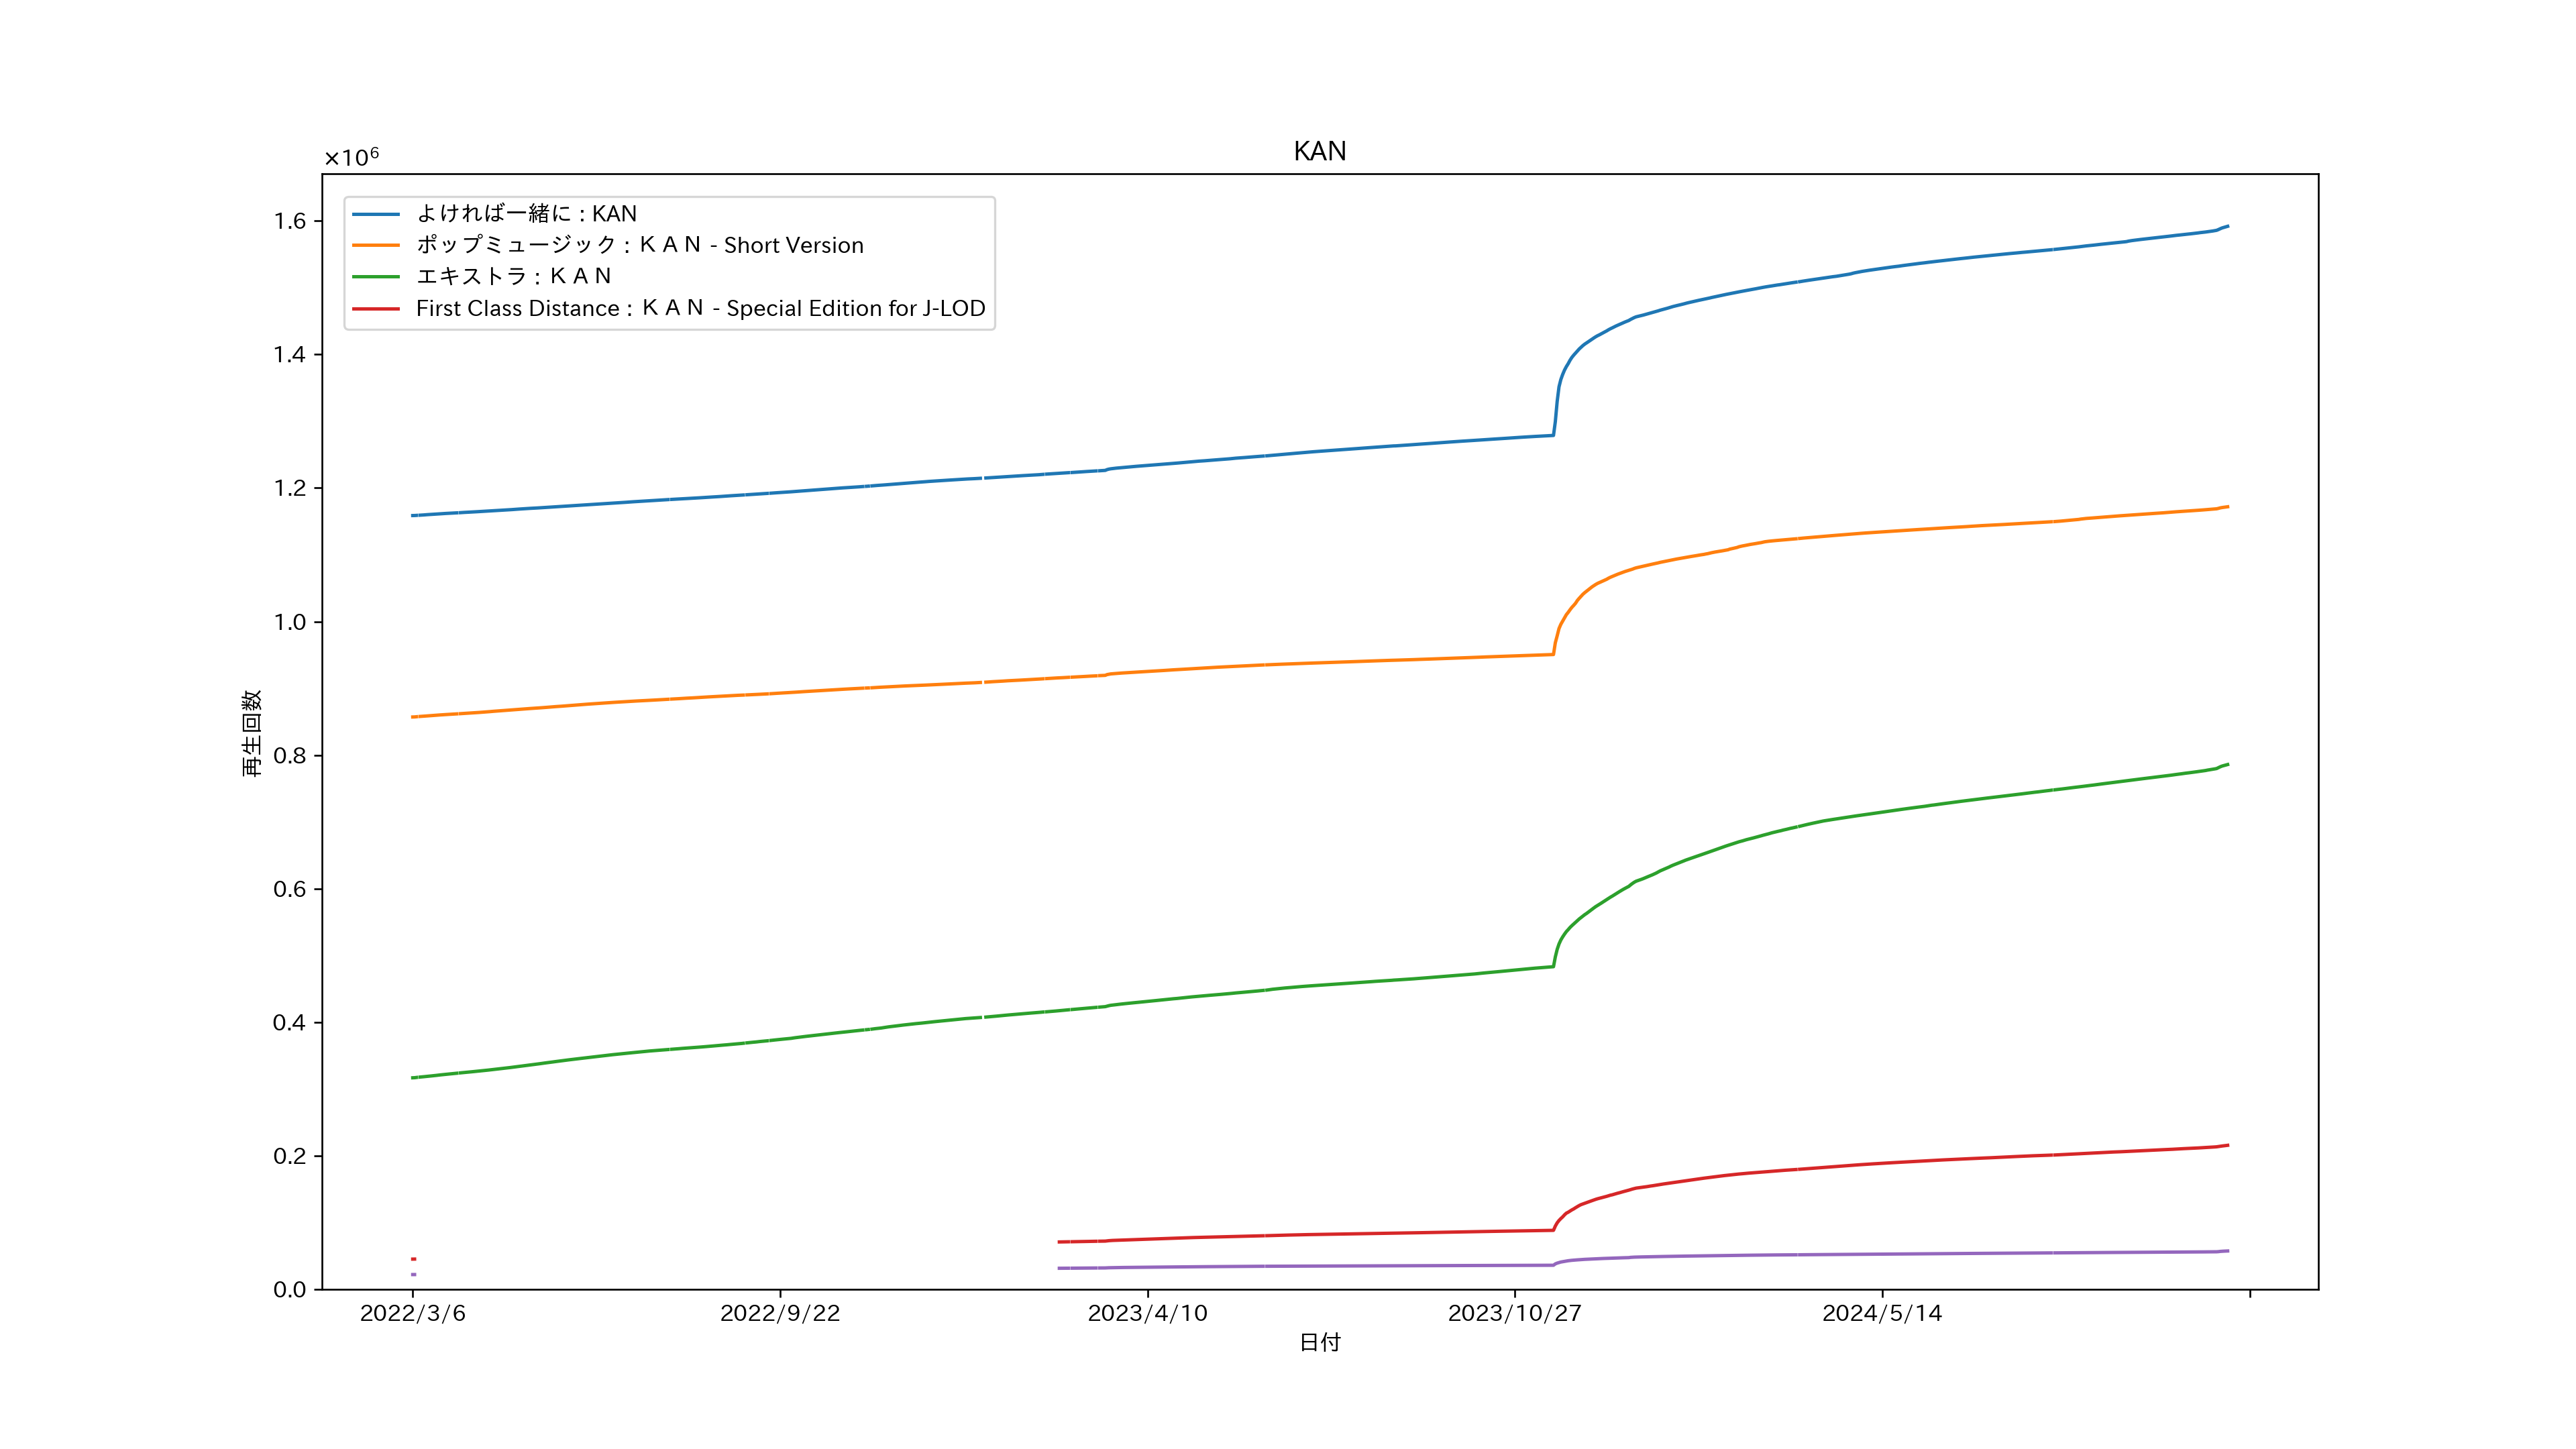 KAN
×10⁶
よければ一緒に : KAN
ポップミュージック : ＫＡＮ - Short Version
エキストラ : ＫＡＮ
First Class Distance : ＫＡＮ - Special Edition for J-LOD
1.6
1.4
1.2
1.0
0.8
0.6
0.4
0.2
0.0
再生回数
2022/3/6
2022/9/22
2023/4/10
2023/10/27
2024/5/14
日付